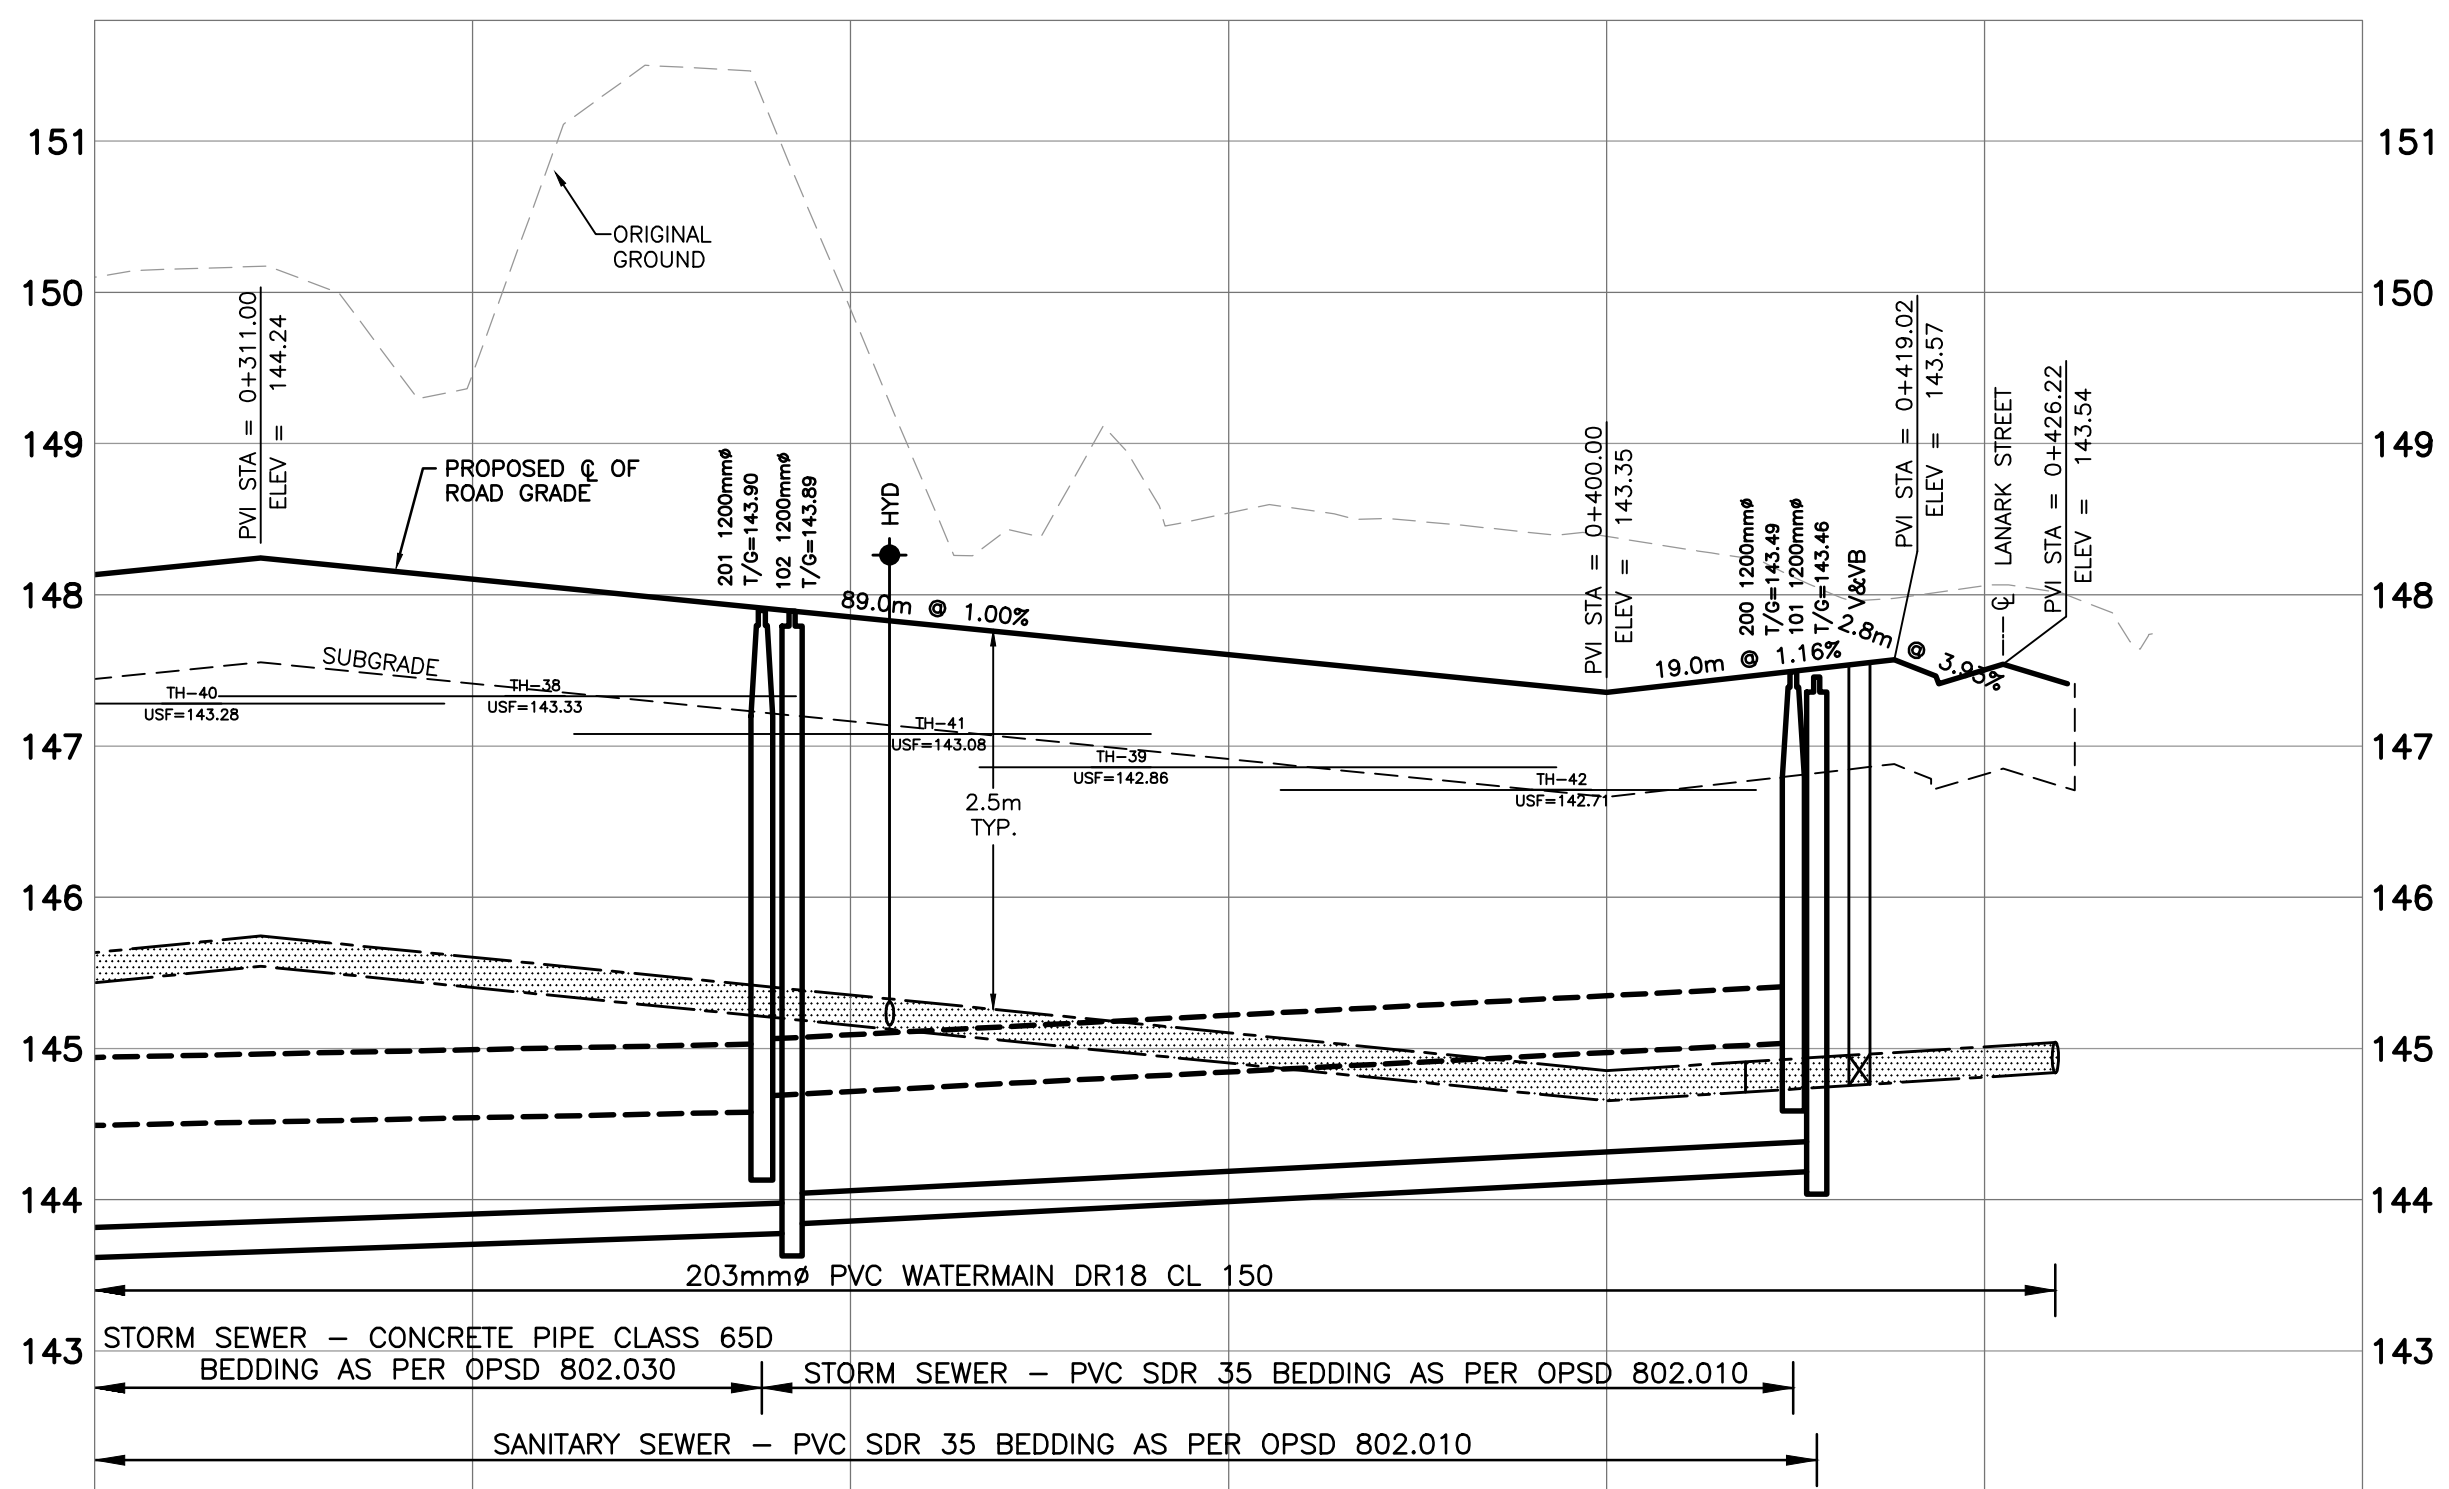 151
151
ORIGINAL
GROUND
150
150
PVI STA = 0+311.00
ELEV = 144.24
PVI STA = 0+419.02
ELEV = 143.57
149
149
PROPOSED ℄ OF
ROAD GRADE
201 1200mmø
T/G=143.90
102 1200mmø
T/G=143.89
HYD
PVI STA = 0+400.00
ELEV = 143.35
200 1200mmø
T/G=143.49
101 1200mmø
T/G=143.46
V&VB
℄ LANARK STREET
PVI STA = 0+426.22
ELEV = 143.54
148
148
89.0m @ 1.00%
19.0m @ 1.16%
2.8m @ 3.95%
SUBGRADE
TH-40
USF=143.28
TH-38
USF=143.33
TH-41
USF=143.08
147
147
TH-39
USF=142.86
TH-42
USF=142.71
2.5m
TYP.
146
146
145
145
144
144
203mmø PVC WATERMAIN DR18 CL 150
143
143
STORM SEWER - CONCRETE PIPE CLASS 65D
BEDDING AS PER OPSD 802.030
STORM SEWER - PVC SDR 35 BEDDING AS PER OPSD 802.010
SANITARY SEWER - PVC SDR 35 BEDDING AS PER OPSD 802.010